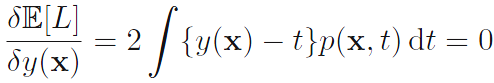 δ𝔼[L]/δy(𝐱) = 2 ∫ {y(𝐱) − t}p(𝐱, t) dt = 0